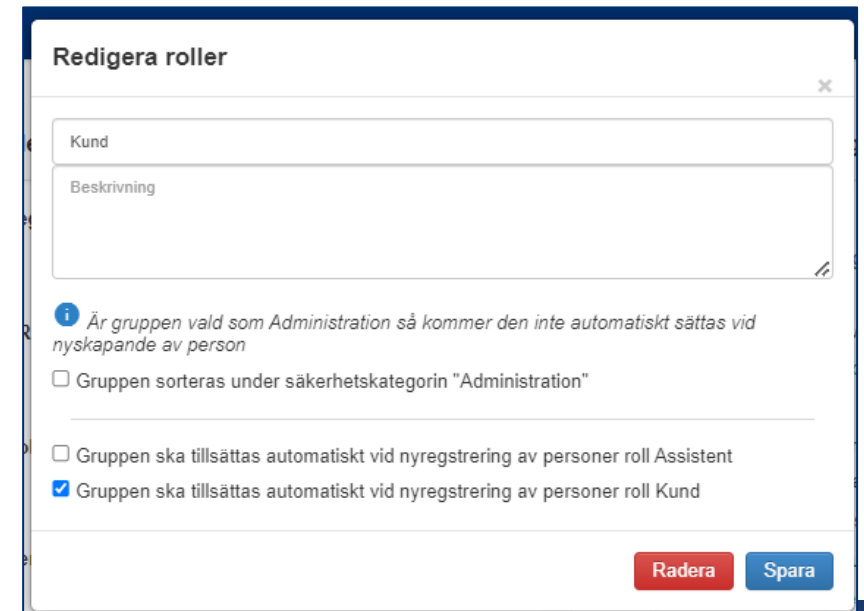 Redigera roller
×
Kund
Beskrivning
Är gruppen vald som Administration så kommer den inte automatiskt sättas vid
nyskapande av person
Gruppen sorteras under säkerhetskategorin "Administration"
Gruppen ska tillsättas automatiskt vid nyregstrering av personer roll Assistent
Gruppen ska tillsättas automatiskt vid nyregstrering av personer roll Kund
Radera Spara